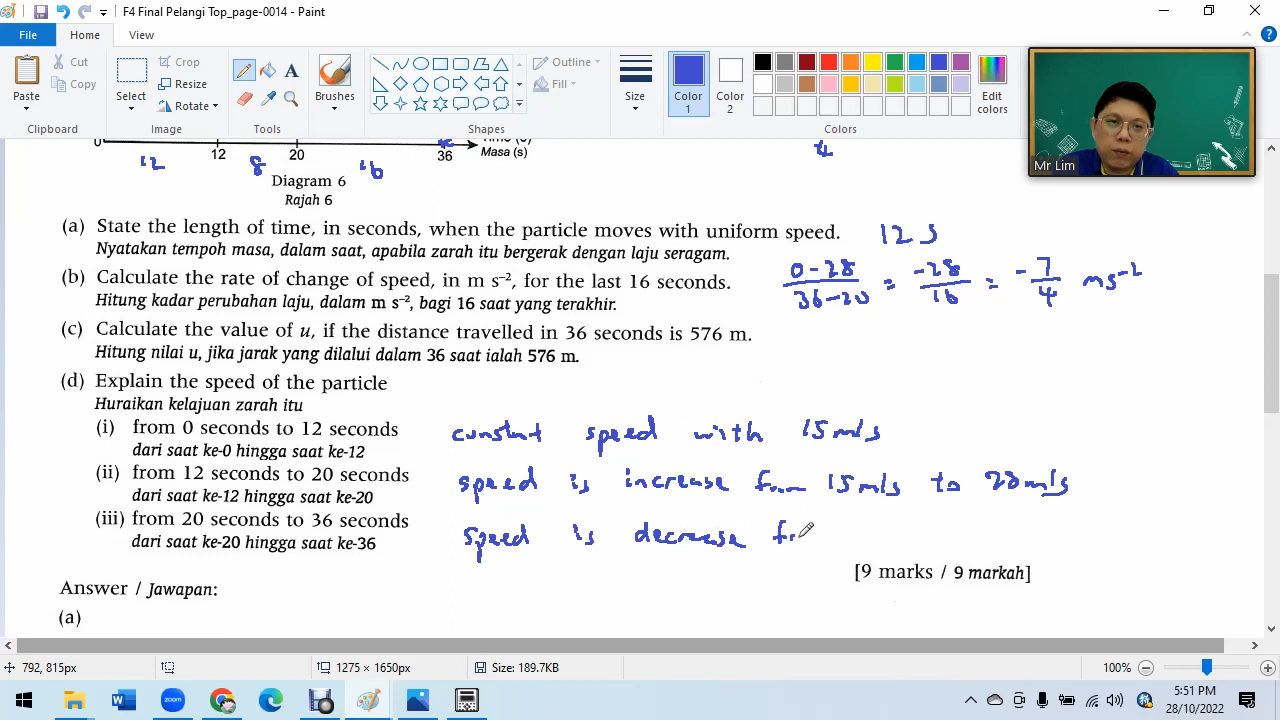 F4 Final Pelangi Top_page-0014 - Paint
File Home View
Paste
Cut
Copy
Clipboard
Select
Crop
Resize
Rotate
Image
A
Tools
Brushes
Outline
Fill
Shapes
Size
Color 1
Color 2
Edit colors
Colors
Mr Lim
0 12 20 36
Masa (s)
12 8 16
Diagram 6
Rajah 6
(a) State the length of time, in seconds, when the particle moves with uniform speed. 12 s
Nyatakan tempoh masa, dalam saat, apabila zarah itu bergerak dengan laju seragam.
(b) Calculate the rate of change of speed, in m s⁻², for the last 16 seconds. 0-28/36-20 = -28/16 = -7/4 ms⁻²
Hitung kadar perubahan laju, dalam m s⁻², bagi 16 saat yang terakhir.
(c) Calculate the value of u, if the distance travelled in 36 seconds is 576 m.
Hitung nilai u, jika jarak yang dilalui dalam 36 saat ialah 576 m.
(d) Explain the speed of the particle
Huraikan kelajuan zarah itu
(i) from 0 seconds to 12 seconds constant speed with 15m/s
dari saat ke-0 hingga saat ke-12
(ii) from 12 seconds to 20 seconds speed is increase from 15m/s to 28m/s
dari saat ke-12 hingga saat ke-20
(iii) from 20 seconds to 36 seconds speed is decrease
dari saat ke-20 hingga saat ke-36
[9 marks / 9 markah]
Answer / Jawapan:
(a)
792, 815px
1275 × 1650px
Size: 189.7KB
100%
zoom
5:51 PM
28/10/2022